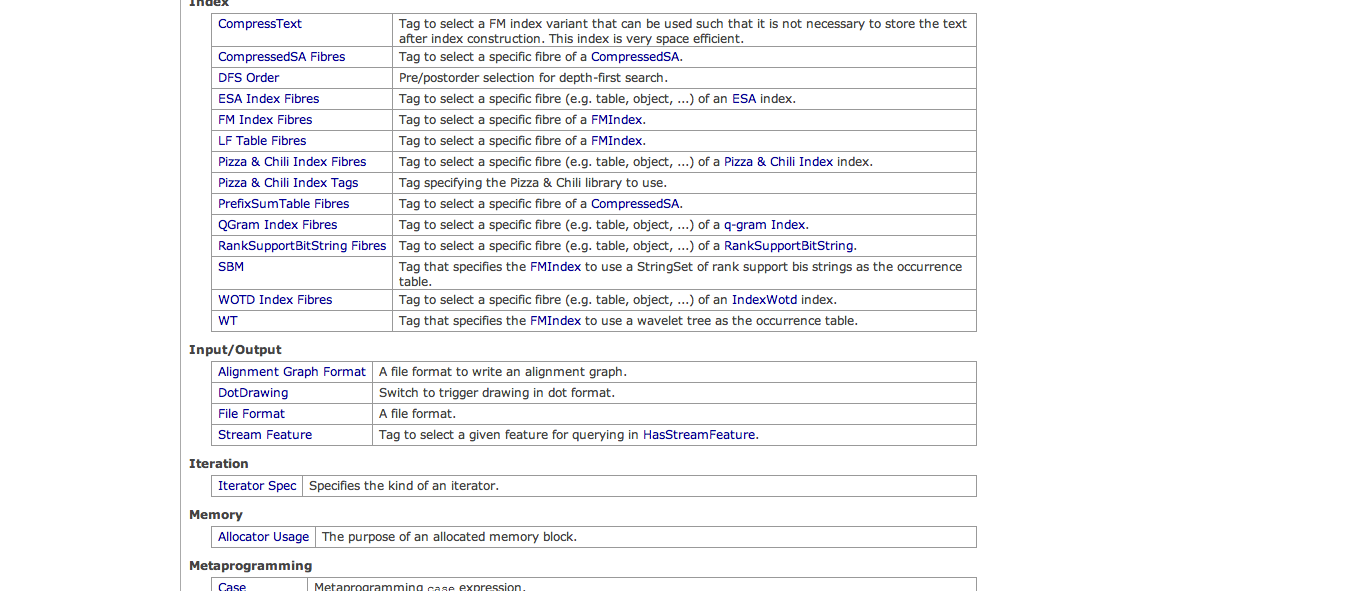 Index
CompressText Tag to select a FM index variant that can be used such that it is not necessary to store the text
after index construction. This index is very space efficient.
CompressedSA Fibres Tag to select a specific fibre of a CompressedSA.
DFS Order Pre/postorder selection for depth-first search.
ESA Index Fibres Tag to select a specific fibre (e.g. table, object, ...) of an ESA index.
FM Index Fibres Tag to select a specific fibre of a FMIndex.
LF Table Fibres Tag to select a specific fibre of a FMIndex.
Pizza & Chili Index Fibres Tag to select a specific fibre (e.g. table, object, ...) of a Pizza & Chili Index index.
Pizza & Chili Index Tags Tag specifying the Pizza & Chili library to use.
PrefixSumTable Fibres Tag to select a specific fibre of a CompressedSA.
QGram Index Fibres Tag to select a specific fibre (e.g. table, object, ...) of a q-gram Index.
RankSupportBitString Fibres Tag to select a specific fibre (e.g. table, object, ...) of a RankSupportBitString.
SBM Tag that specifies the FMIndex to use a StringSet of rank support bis strings as the occurrence
table.
WOTD Index Fibres Tag to select a specific fibre (e.g. table, object, ...) of an IndexWotd index.
WT Tag that specifies the FMIndex to use a wavelet tree as the occurrence table.
Input/Output
Alignment Graph Format A file format to write an alignment graph.
DotDrawing Switch to trigger drawing in dot format.
File Format A file format.
Stream Feature Tag to select a given feature for querying in HasStreamFeature.
Iteration
Iterator Spec Specifies the kind of an iterator.
Memory
Allocator Usage The purpose of an allocated memory block.
Metaprogramming
Case Metaprogramming case expression.